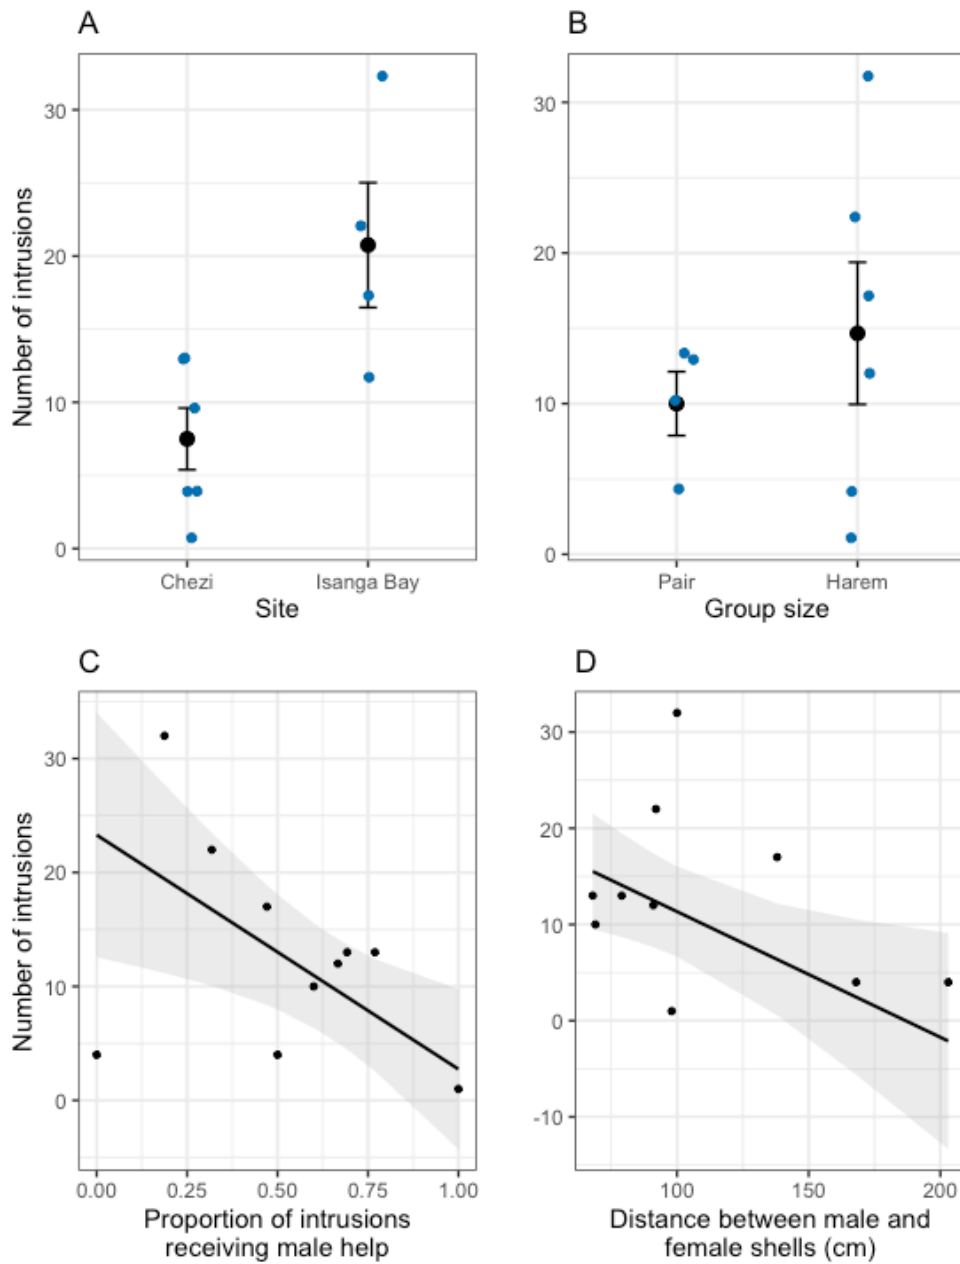 A
B
Number of intrusions
30
20
10
0
Chezi
Isanga Bay
Site
30
20
10
0
Pair
Harem
Group size
C
D
Number of intrusions
30
20
10
0
0.00
0.25
0.50
0.75
1.00
Proportion of intrusions
receiving male help
30
20
10
0
-10
100
150
200
Distance between male and
female shells (cm)